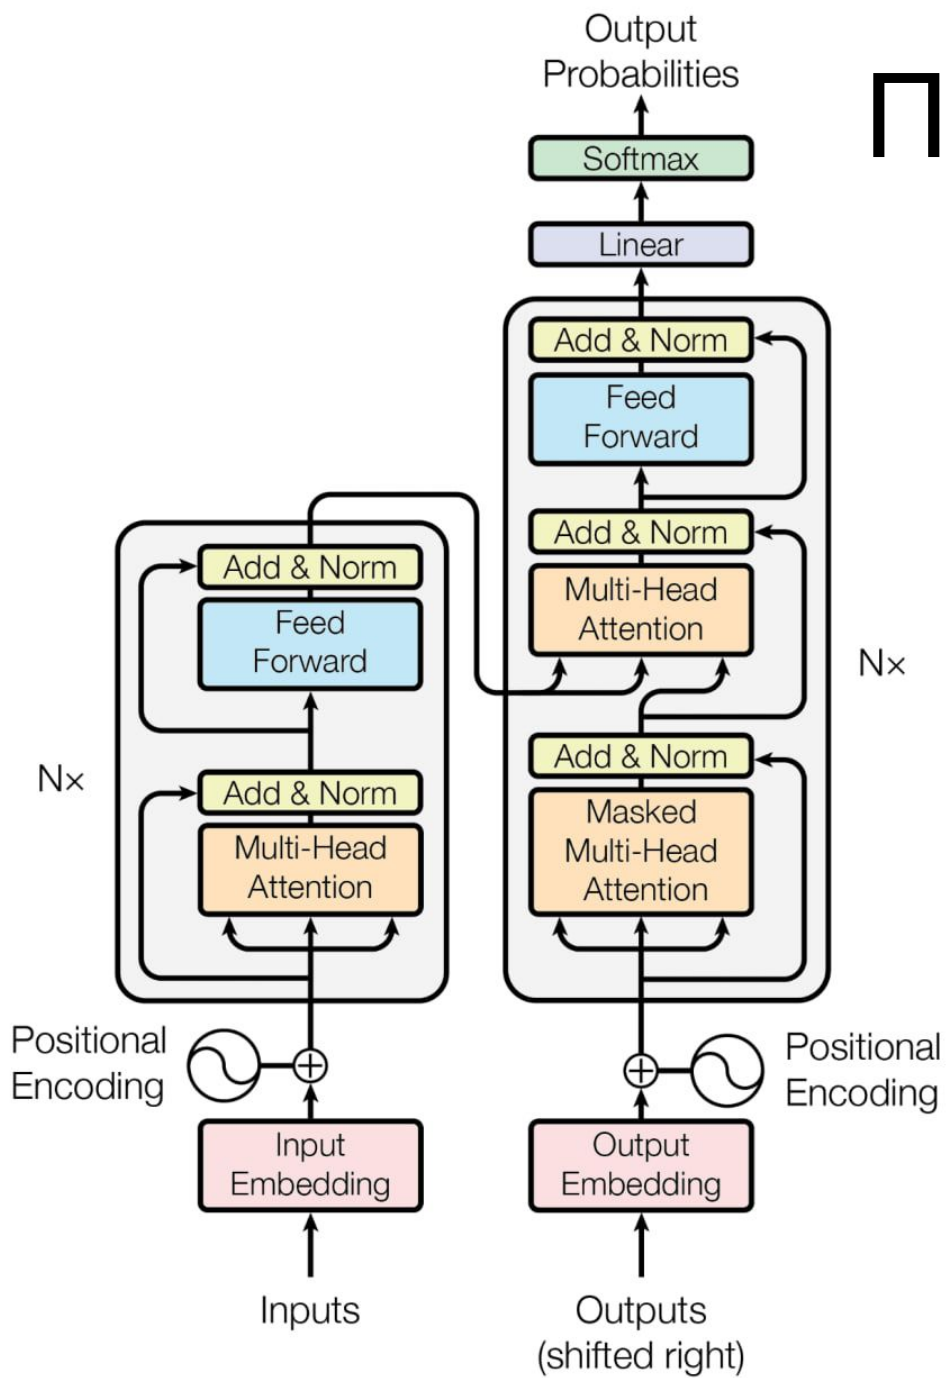 Output
Probabilities
П
Softmax
Linear
Add & Norm
Feed
Forward
Add & Norm
Multi-Head
Attention
Add & Norm
Masked
Multi-Head
Attention
Nx
Add & Norm
Feed
Forward
Add & Norm
Multi-Head
Attention
Nx
Positional
Encoding
Positional
Encoding
Input
Embedding
Output
Embedding
Inputs
Outputs
(shifted right)